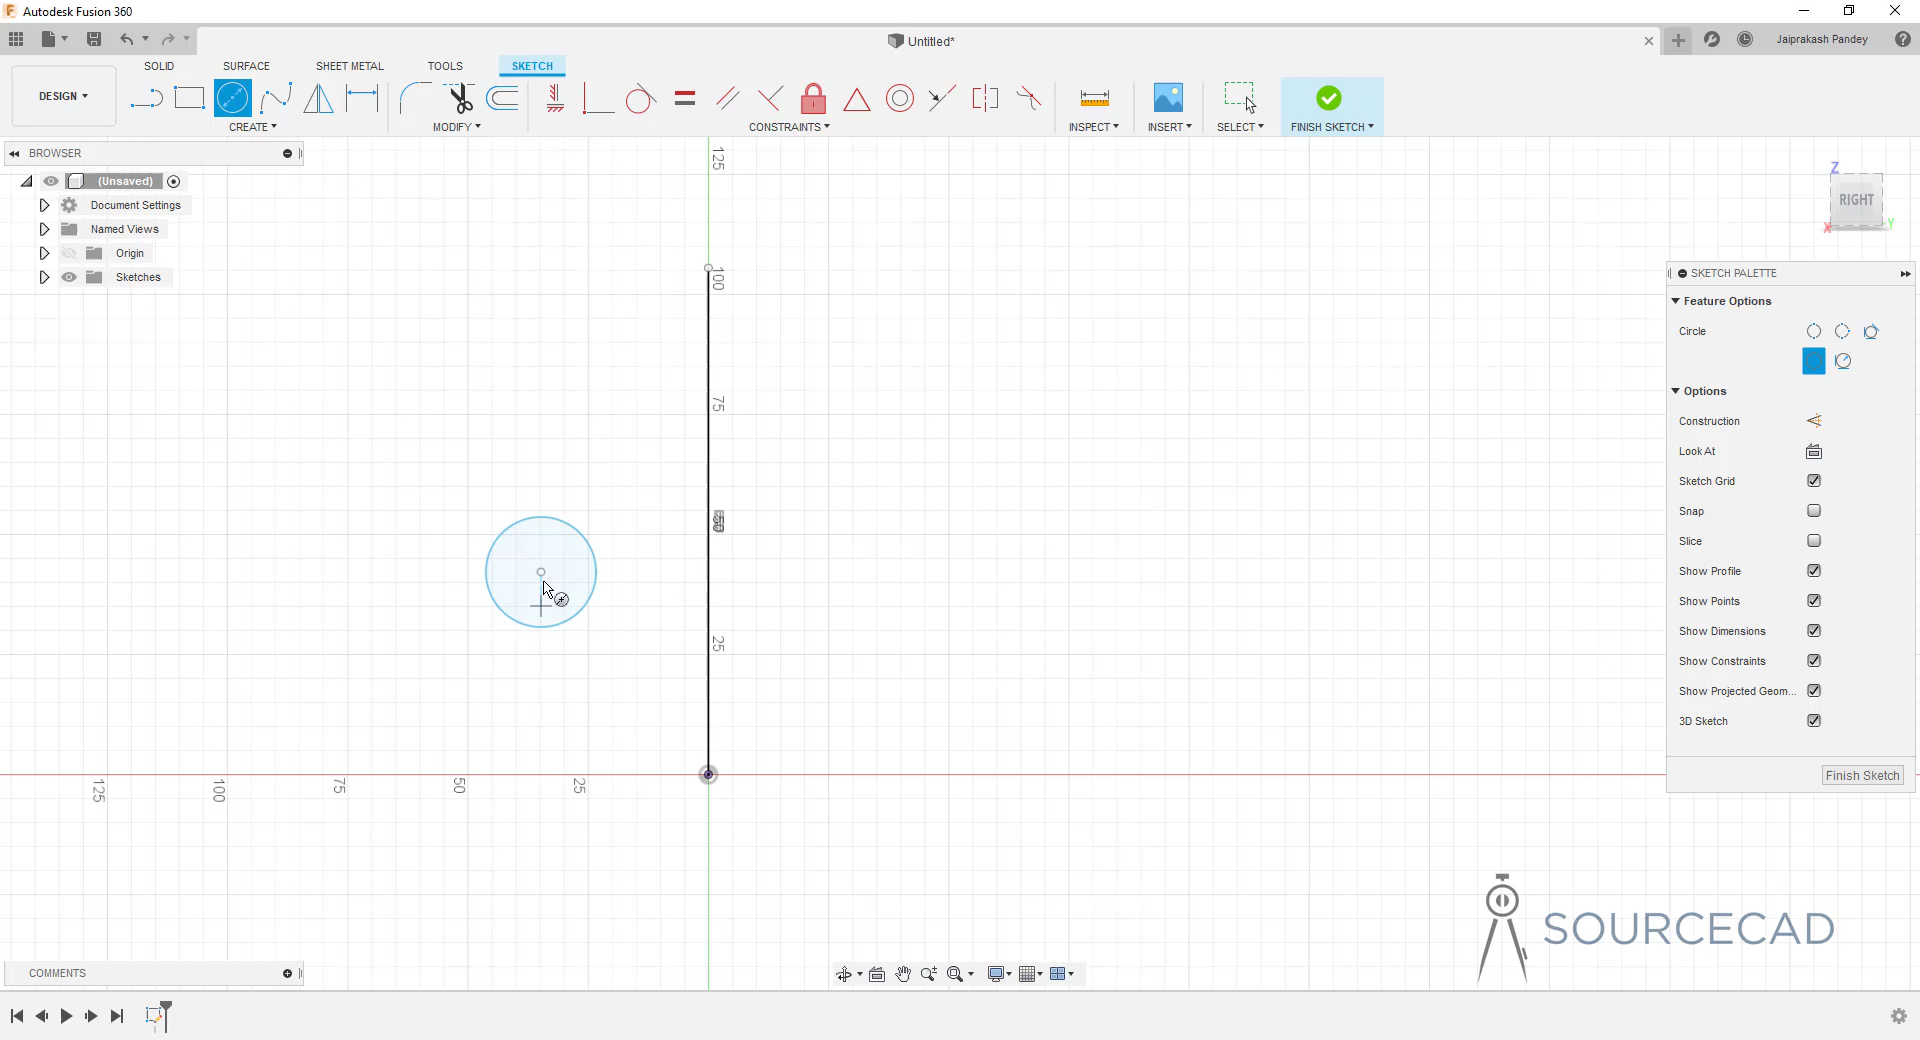 Autodesk Fusion 360
Untitled*
Jaiprakash Pandey
SOLID
SURFACE
SHEET METAL
TOOLS
SKETCH
DESIGN
CREATE
MODIFY
CONSTRAINTS
INSPECT
INSERT
SELECT
FINISH SKETCH
BROWSER
(Unsaved)
Document Settings
Named Views
Origin
Sketches
125
100
75
50
25
125
100
75
50
25
Z
RIGHT
X
Y
SKETCH PALETTE
Feature Options
Circle
Options
Construction
Look At
Sketch Grid
Snap
Slice
Show Profile
Show Points
Show Dimensions
Show Constraints
Show Projected Geom...
3D Sketch
Finish Sketch
SOURCECAD
COMMENTS